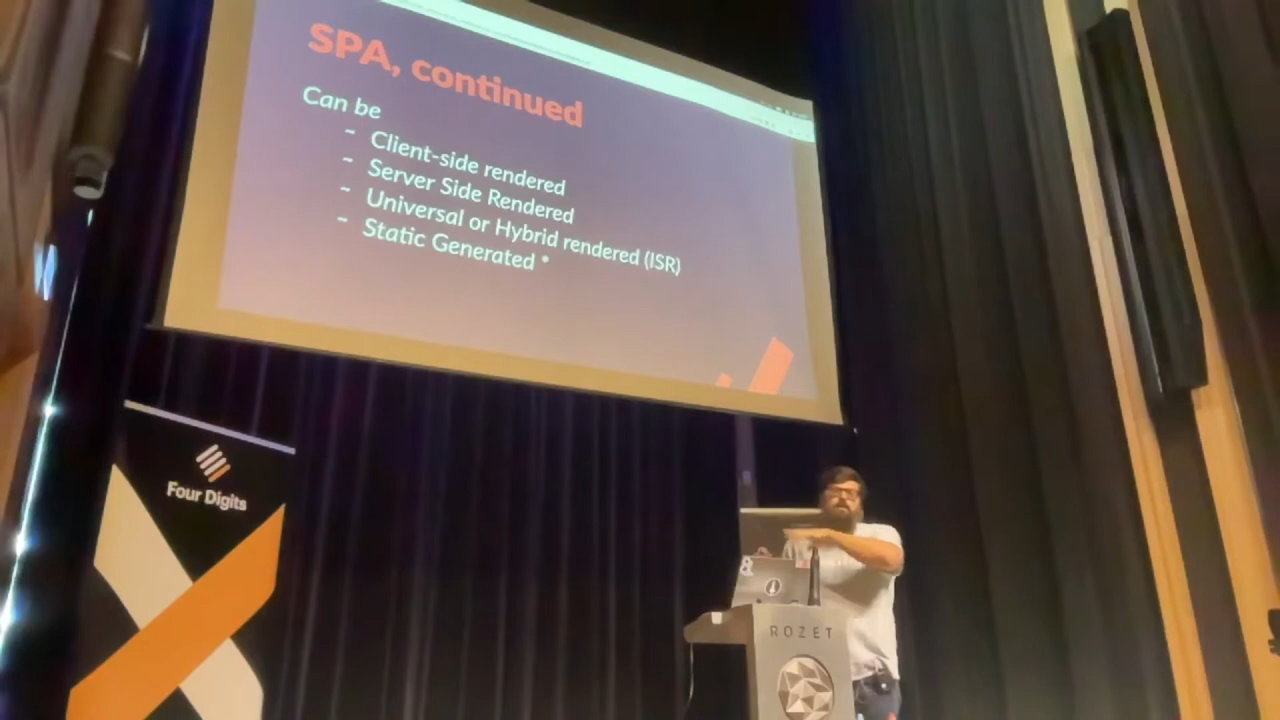 SPA, continued
Can be
- Client-side rendered
- Server Side Rendered
- Universal or Hybrid rendered (ISR)
- Static Generated *
Four Digits
&
ROZET